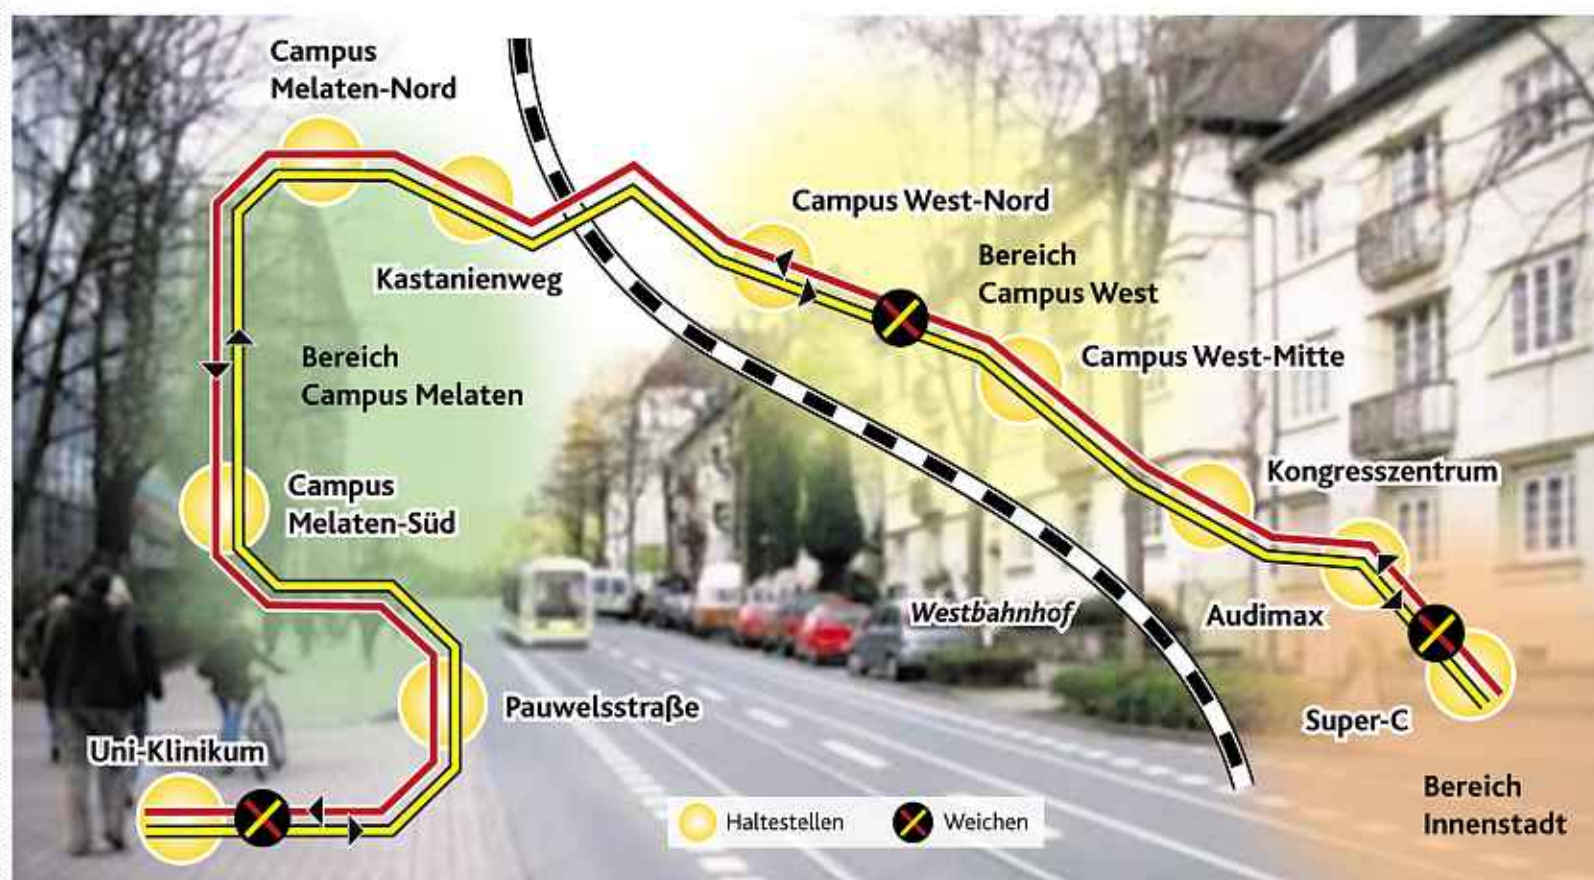 Campus
Melaten-Nord
Campus West-Nord
Bereich
Campus West
Kastanienweg
Bereich
Campus Melaten
Campus West-Mitte
Kongresszentrum
Campus
Melaten-Süd
Westbahnhof
Audimax
Pauwelsstraße
Super-C
Uni-Klinikum
Bereich
Innenstadt
Haltestellen
Weichen